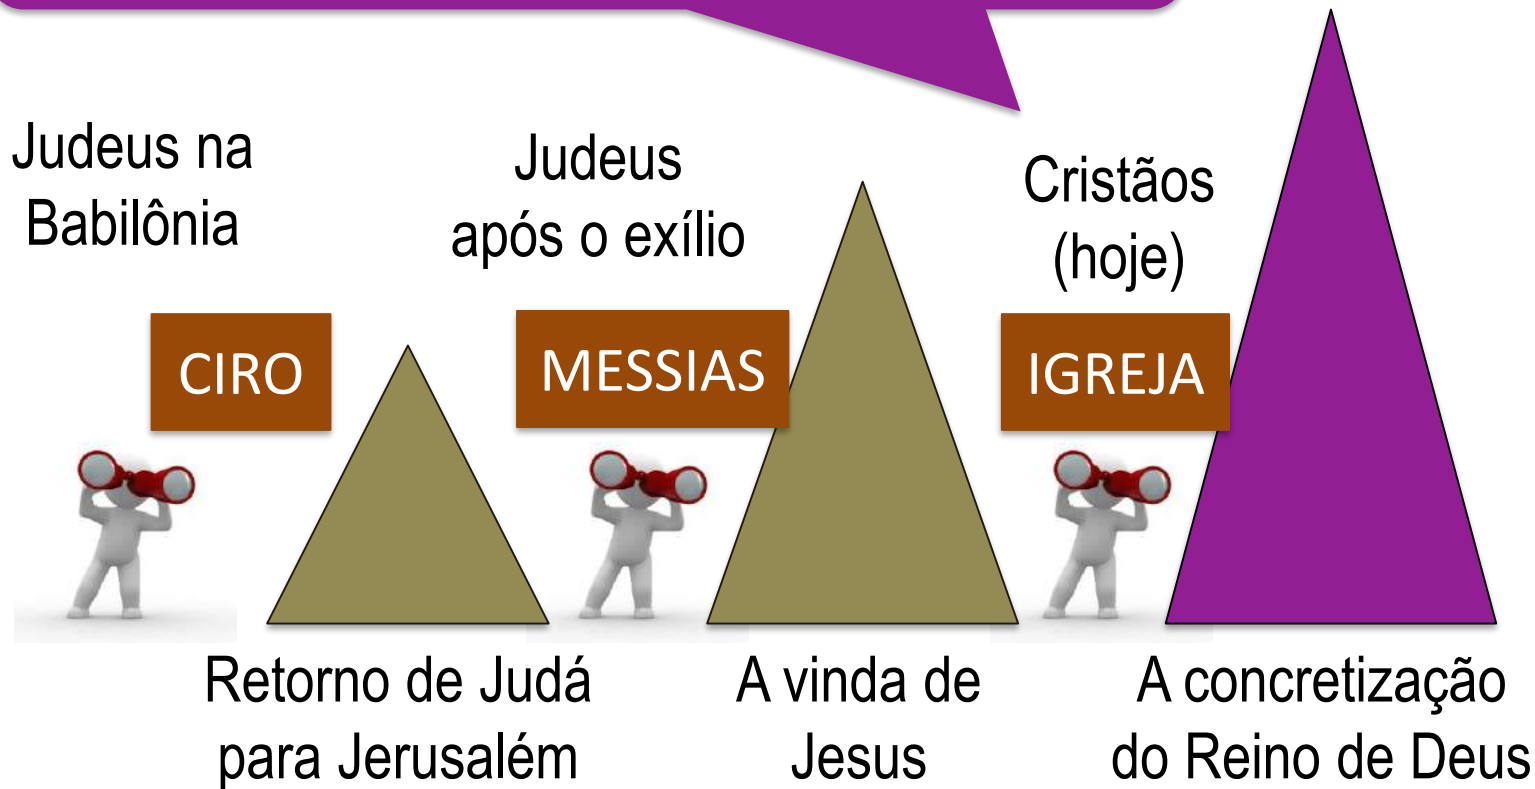 Judeus na
Babilônia
Judeus
após o exílio
Cristãos
(hoje)
CIRO
MESSIAS
IGREJA
Retorno de Judá
para Jerusalém
A vinda de
Jesus
A concretização
do Reino de Deus